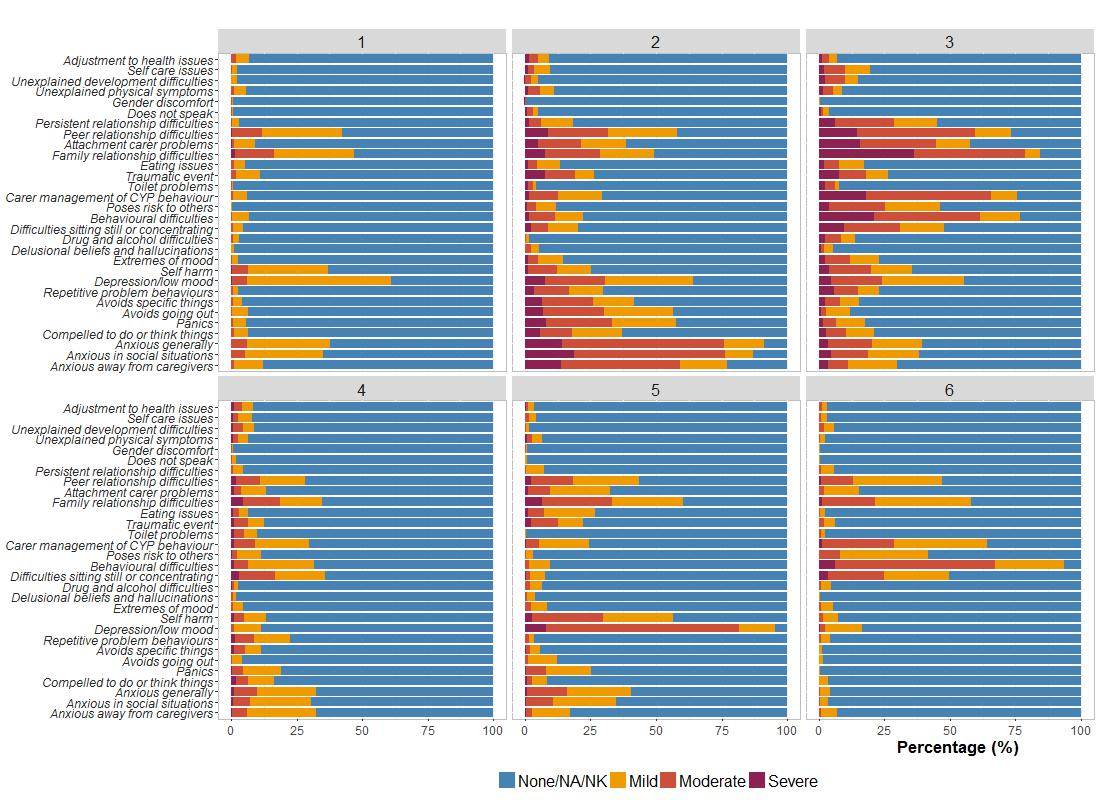 1 2 3
Adjustment to health issues
Self care issues
Unexplained development difficulties
Unexplained physical symptoms
Gender discomfort
Does not speak
Persistent relationship difficulties
Peer relationship difficulties
Attachment carer problems
Family relationship difficulties
Eating issues
Traumatic event
Toilet problems
Carer management of CYP behaviour
Poses risk to others
Behavioural difficulties
Difficulties sitting still or concentrating
Drug and alcohol difficulties
Delusional beliefs and hallucinations
Extremes of mood
Self harm
Depression/low mood
Repetitive problem behaviours
Avoids specific things
Avoids going out
Panics
Compelled to do or think things
Anxious generally
Anxious in social situations
Anxious away from caregivers
4 5 6
Adjustment to health issues
Self care issues
Unexplained development difficulties
Unexplained physical symptoms
Gender discomfort
Does not speak
Persistent relationship difficulties
Peer relationship difficulties
Attachment carer problems
Family relationship difficulties
Eating issues
Traumatic event
Toilet problems
Carer management of CYP behaviour
Poses risk to others
Behavioural difficulties
Difficulties sitting still or concentrating
Drug and alcohol difficulties
Delusional beliefs and hallucinations
Extremes of mood
Self harm
Depression/low mood
Repetitive problem behaviours
Avoids specific things
Avoids going out
Panics
Compelled to do or think things
Anxious generally
Anxious in social situations
Anxious away from caregivers
0 25 50 75 100 0 25 50 75 100 0 25 50 75 100
Percentage (%)
None/NA/NK Mild Moderate Severe